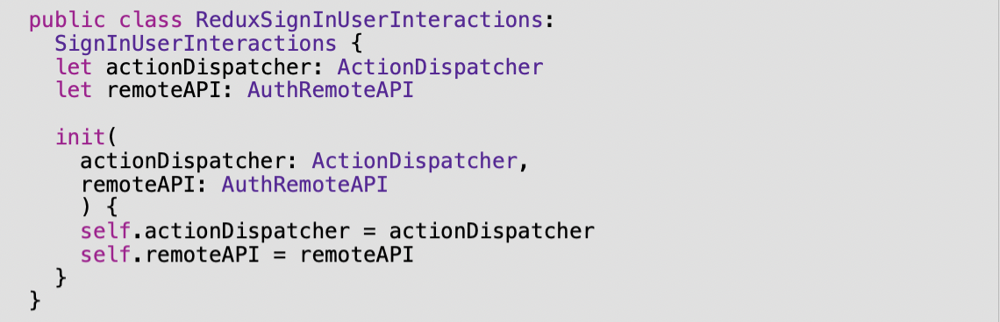 public class ReduxSignInUserInteractions:
  SignInUserInteractions {
  let actionDispatcher: ActionDispatcher
  let remoteAPI: AuthRemoteAPI

  init(
    actionDispatcher: ActionDispatcher,
    remoteAPI: AuthRemoteAPI
    ) {
    self.actionDispatcher = actionDispatcher
    self.remoteAPI = remoteAPI
  }
}